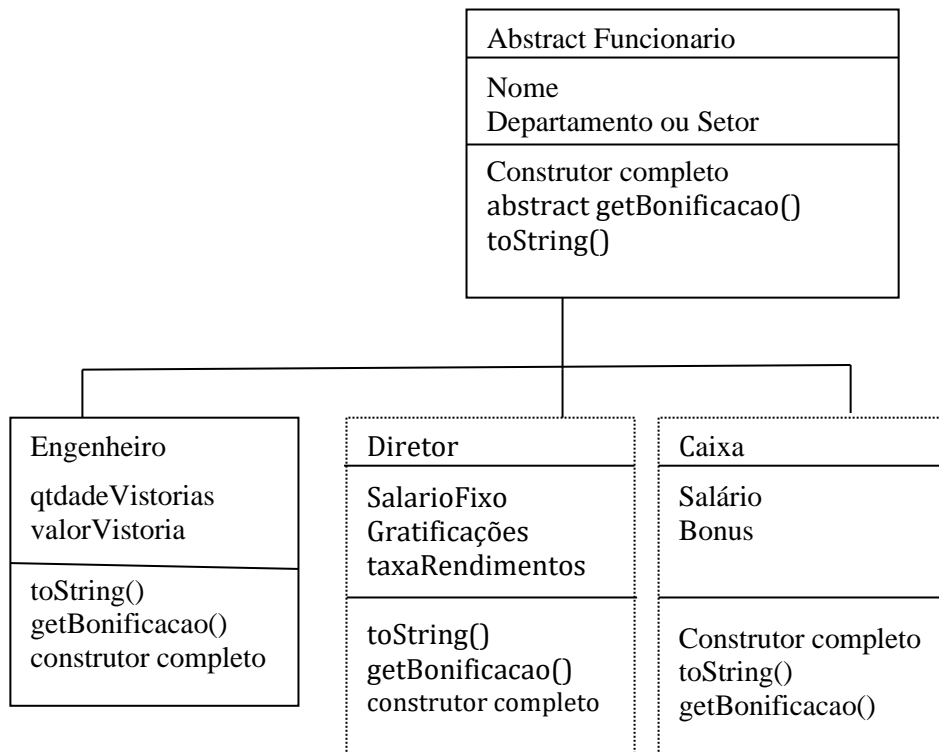 Abstract Funcionario
Nome
Departamento ou Setor
Construtor completo
abstract getBonificacao()
toString()
Engenheiro
qtdadeVistorias
valorVistoria
toString()
getBonificacao()
construtor completo
Diretor
SalarioFixo
Gratificações
taxaRendimentos
toString()
getBonificacao()
construtor completo
Caixa
Salário
Bonus
Construtor completo
toString()
getBonificacao()